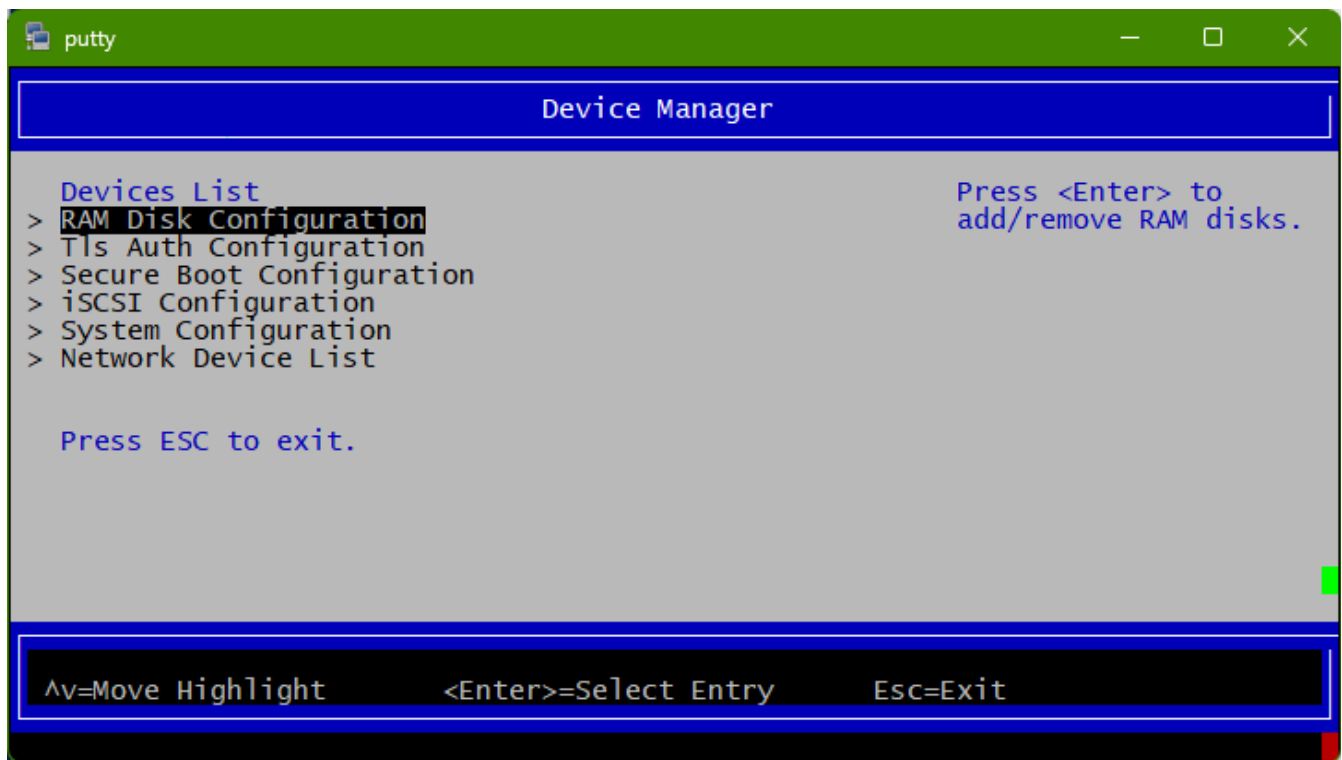 putty
Device Manager
Devices List
Press <Enter> to
> RAM Disk Configuration
add/remove RAM disks.
> Tls Auth Configuration
> Secure Boot Configuration
> iSCSI Configuration
> System Configuration
> Network Device List
Press ESC to exit.
^v=Move Highlight <Enter>=Select Entry Esc=Exit